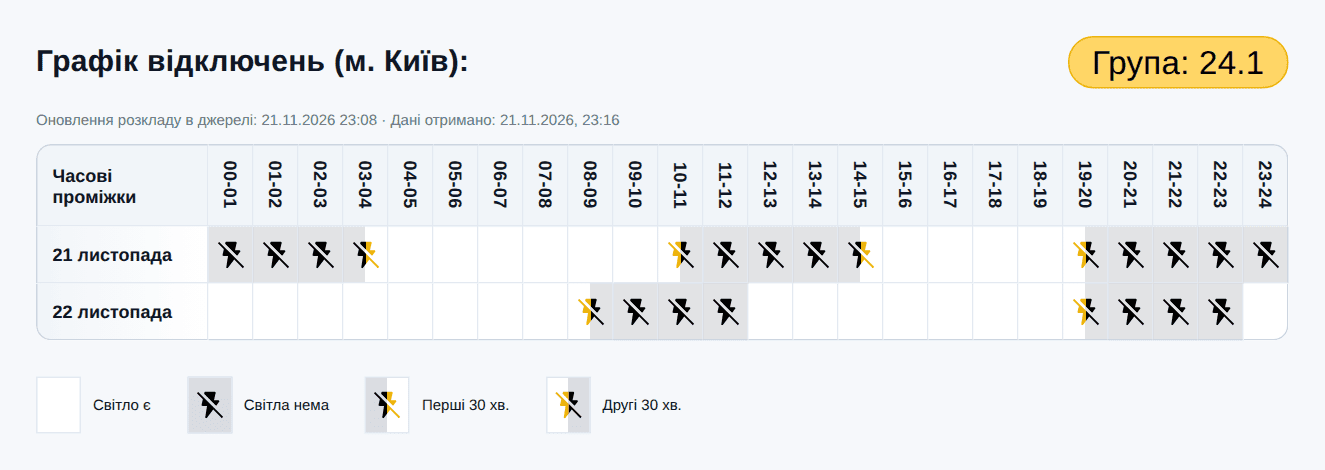 Графік відключень (м. Київ):
Група: 24.1
Оновлення розкладу в джерелі: 21.11.2026 23:08 · Дані отримано: 21.11.2026, 23:16
Часові
проміжки
00-01
01-02
02-03
03-04
04-05
05-06
06-07
07-08
08-09
09-10
10-11
11-12
12-13
13-14
14-15
15-16
16-17
17-18
18-19
19-20
20-21
21-22
22-23
23-24
21 листопада
22 листопада
Світло є
Світла нема
Перші 30 хв.
Другі 30 хв.